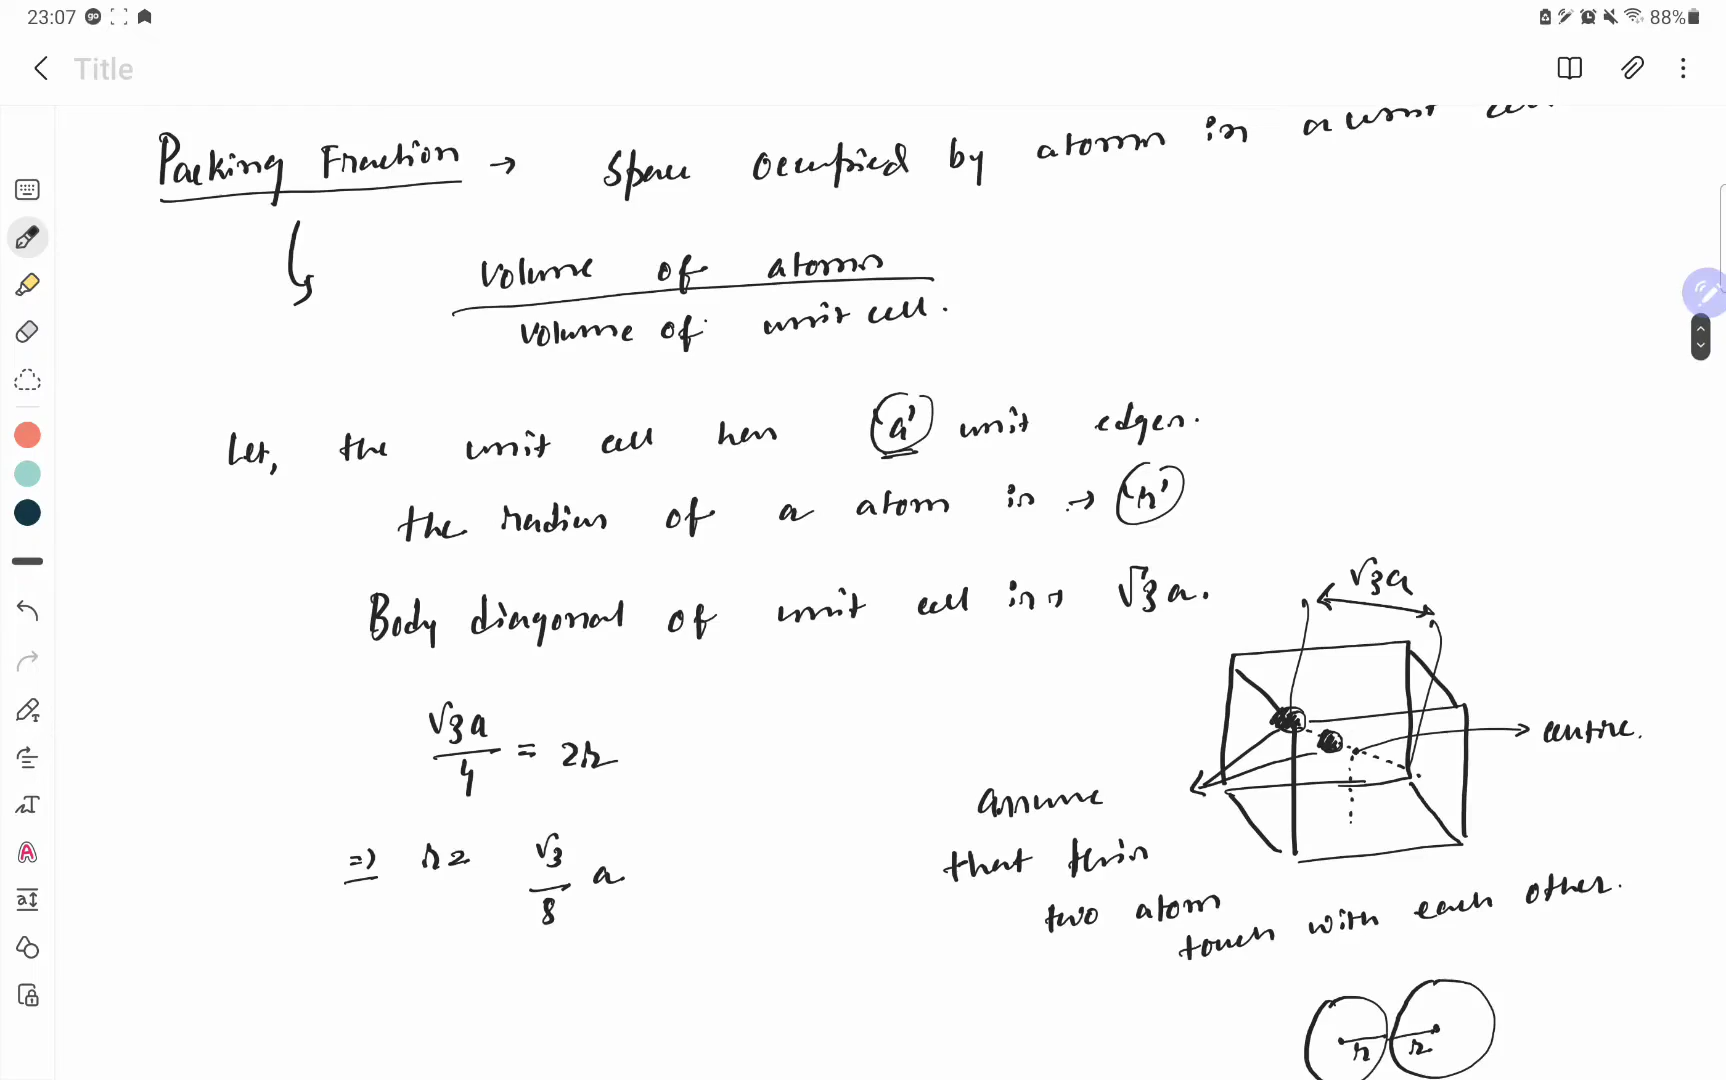 23:07 go 88%
Title
Packing Fraction → space occupied by atoms in a unit
volume of atoms
volume of unit cell.
Let, the unit cell has 'a' unit edges.
the radius of a atom is → 'r'
Body diagonal of unit cell is → √3 a.
√3a
√3a/4 = 2r
centre.
⇒ r = √3/8 a
assume
that this
two atom
touch with each other.
r r